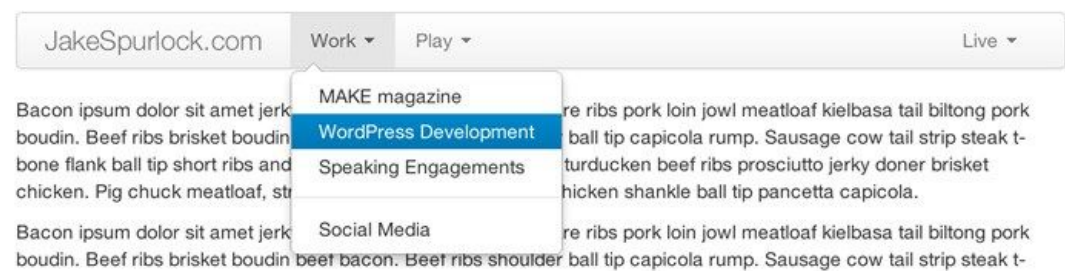 JakeSpurlock.com Work Play Live
MAKE magazine
WordPress Development
Speaking Engagements
Social Media
Bacon ipsum dolor sit amet jerk re ribs pork loin jowl meatloaf kielbasa tail biltong pork
boudin. Beef ribs brisket boudin ball tip capicola rump. Sausage cow tail strip steak t-
bone flank ball tip short ribs and turducken beef ribs prosciutto jerky doner brisket
chicken. Pig chuck meatloaf, str hicken shankle ball tip pancetta capicola.
Bacon ipsum dolor sit amet jerk re ribs pork loin jowl meatloaf kielbasa tail biltong pork
boudin. Beef ribs brisket boudin beef bacon. Beef ribs shoulder ball tip capicola rump. Sausage cow tail strip steak t-